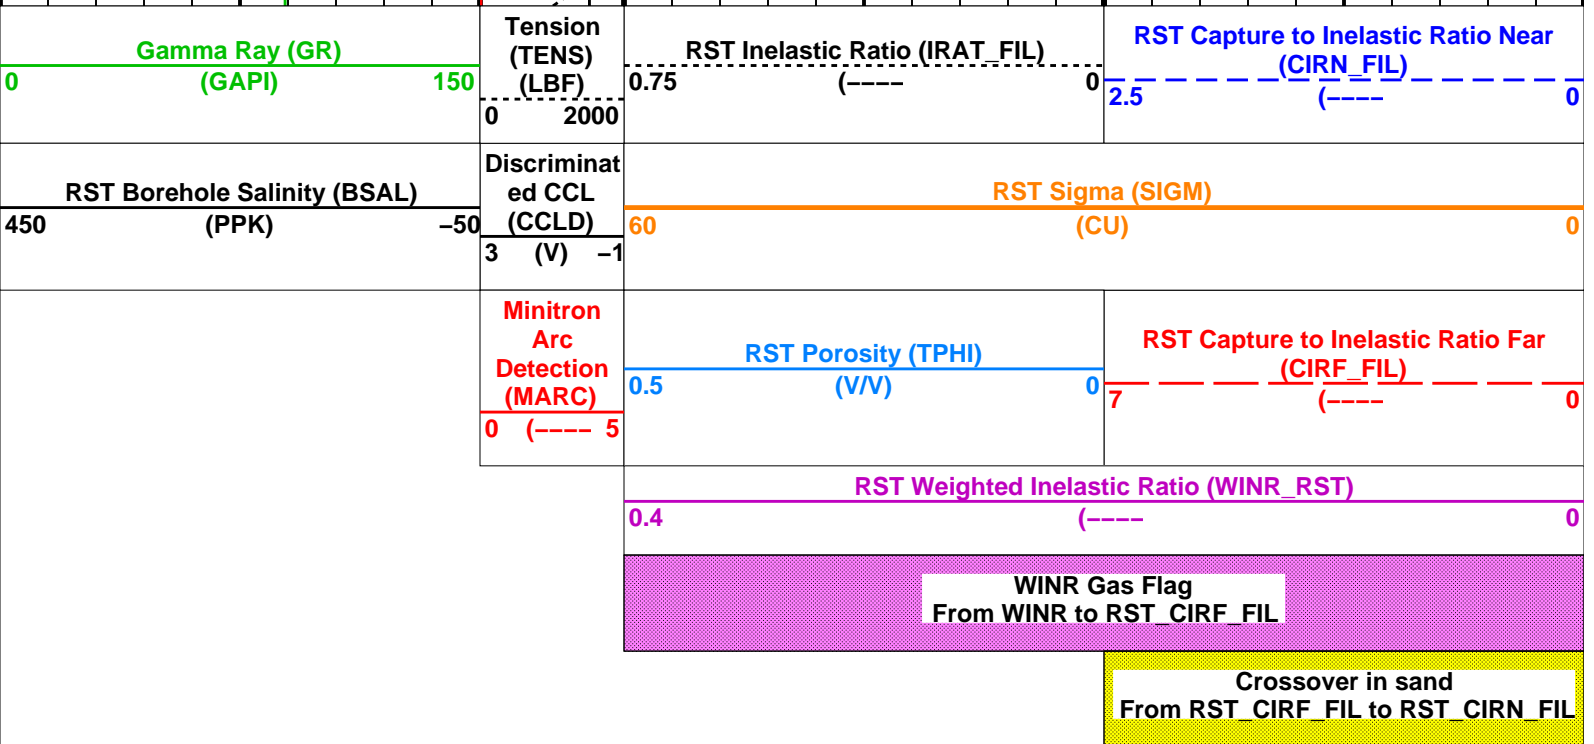 Gamma Ray (GR)
0 (GAPI) 150
Tension
(TENS)
(LBF)
0 2000
RST Inelastic Ratio (IRAT_FIL)
0.75 (−−−− 0
RST Capture to Inelastic Ratio Near
(CIRN_FIL)
2.5 (−−−− 0
RST Borehole Salinity (BSAL)
450 (PPK) −50
Discriminat
ed CCL
(CCLD)
3 (V) −1
RST Sigma (SIGM)
60 (CU) 0
Minitron
Arc
Detection
(MARC)
0 (−−−− 5
RST Porosity (TPHI)
0.5 (V/V) 0
RST Capture to Inelastic Ratio Far
(CIRF_FIL)
7 (−−−− 0
RST Weighted Inelastic Ratio (WINR_RST)
0.4 (−−−− 0
WINR Gas Flag
From WINR to RST_CIRF_FIL
Crossover in sand
From RST_CIRF_FIL to RST_CIRN_FIL